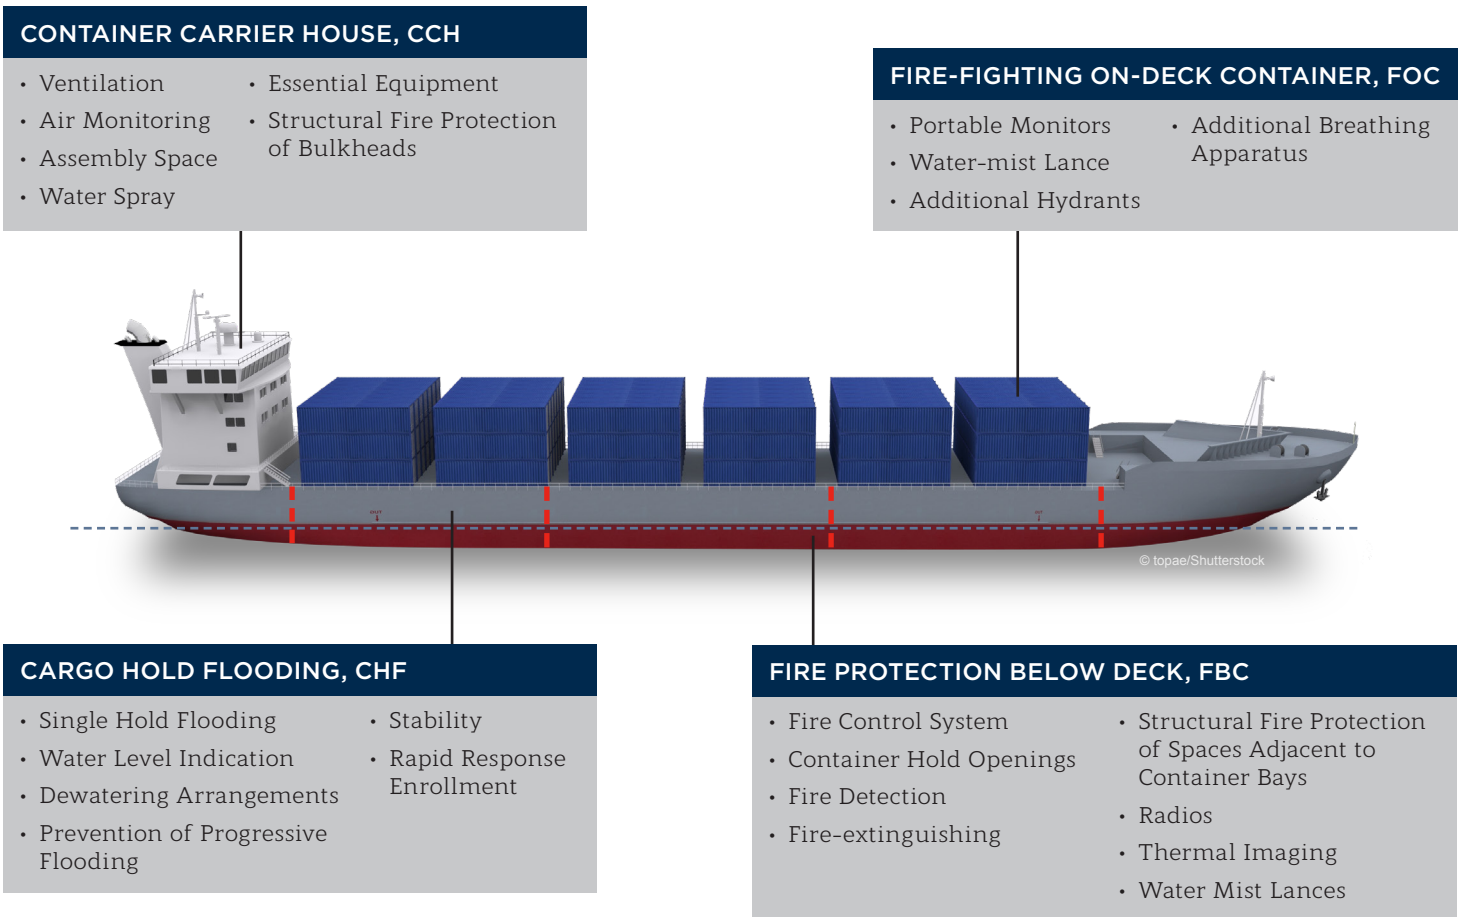 CONTAINER CARRIER HOUSE, CCH
• Ventilation
• Air Monitoring
• Assembly Space
• Water Spray
• Essential Equipment
• Structural Fire Protection
of Bulkheads
FIRE-FIGHTING ON-DECK CONTAINER, FOC
• Portable Monitors
• Water-mist Lance
• Additional Hydrants
• Additional Breathing
Apparatus
© topae/Shutterstock
CARGO HOLD FLOODING, CHF
• Single Hold Flooding
• Water Level Indication
• Dewatering Arrangements
• Prevention of Progressive
Flooding
• Stability
• Rapid Response
Enrollment
FIRE PROTECTION BELOW DECK, FBC
• Fire Control System
• Container Hold Openings
• Fire Detection
• Fire-extinguishing
• Structural Fire Protection
of Spaces Adjacent to
Container Bays
• Radios
• Thermal Imaging
• Water Mist Lances